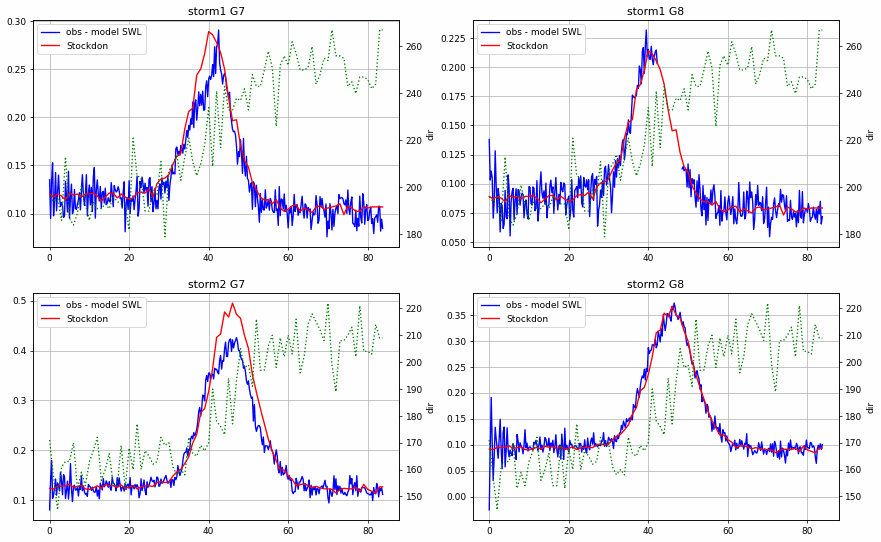 storm1 G7
obs - model SWL
Stockdon
0.30
0.25
0.20
0.15
0.10
260
240
220
200
180
dir
0 20 40 60 80
storm1 G8
obs - model SWL
Stockdon
0.225
0.200
0.175
0.150
0.125
0.100
0.075
0.050
260
240
220
200
180
dir
0 20 40 60 80
storm2 G7
obs - model SWL
Stockdon
0.5
0.4
0.3
0.2
0.1
220
210
200
190
180
170
160
150
dir
0 20 40 60 80
storm2 G8
obs - model SWL
Stockdon
0.35
0.30
0.25
0.20
0.15
0.10
0.05
0.00
220
210
200
190
180
170
160
150
dir
0 20 40 60 80